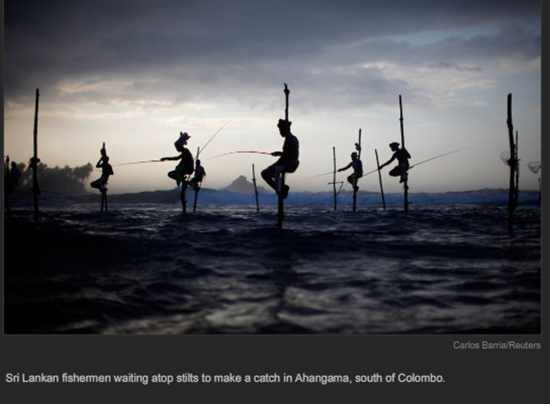 Carlos Barria/Reuters
Sri Lankan fishermen waiting atop stilts to make a catch in Ahangama, south of Colombo.